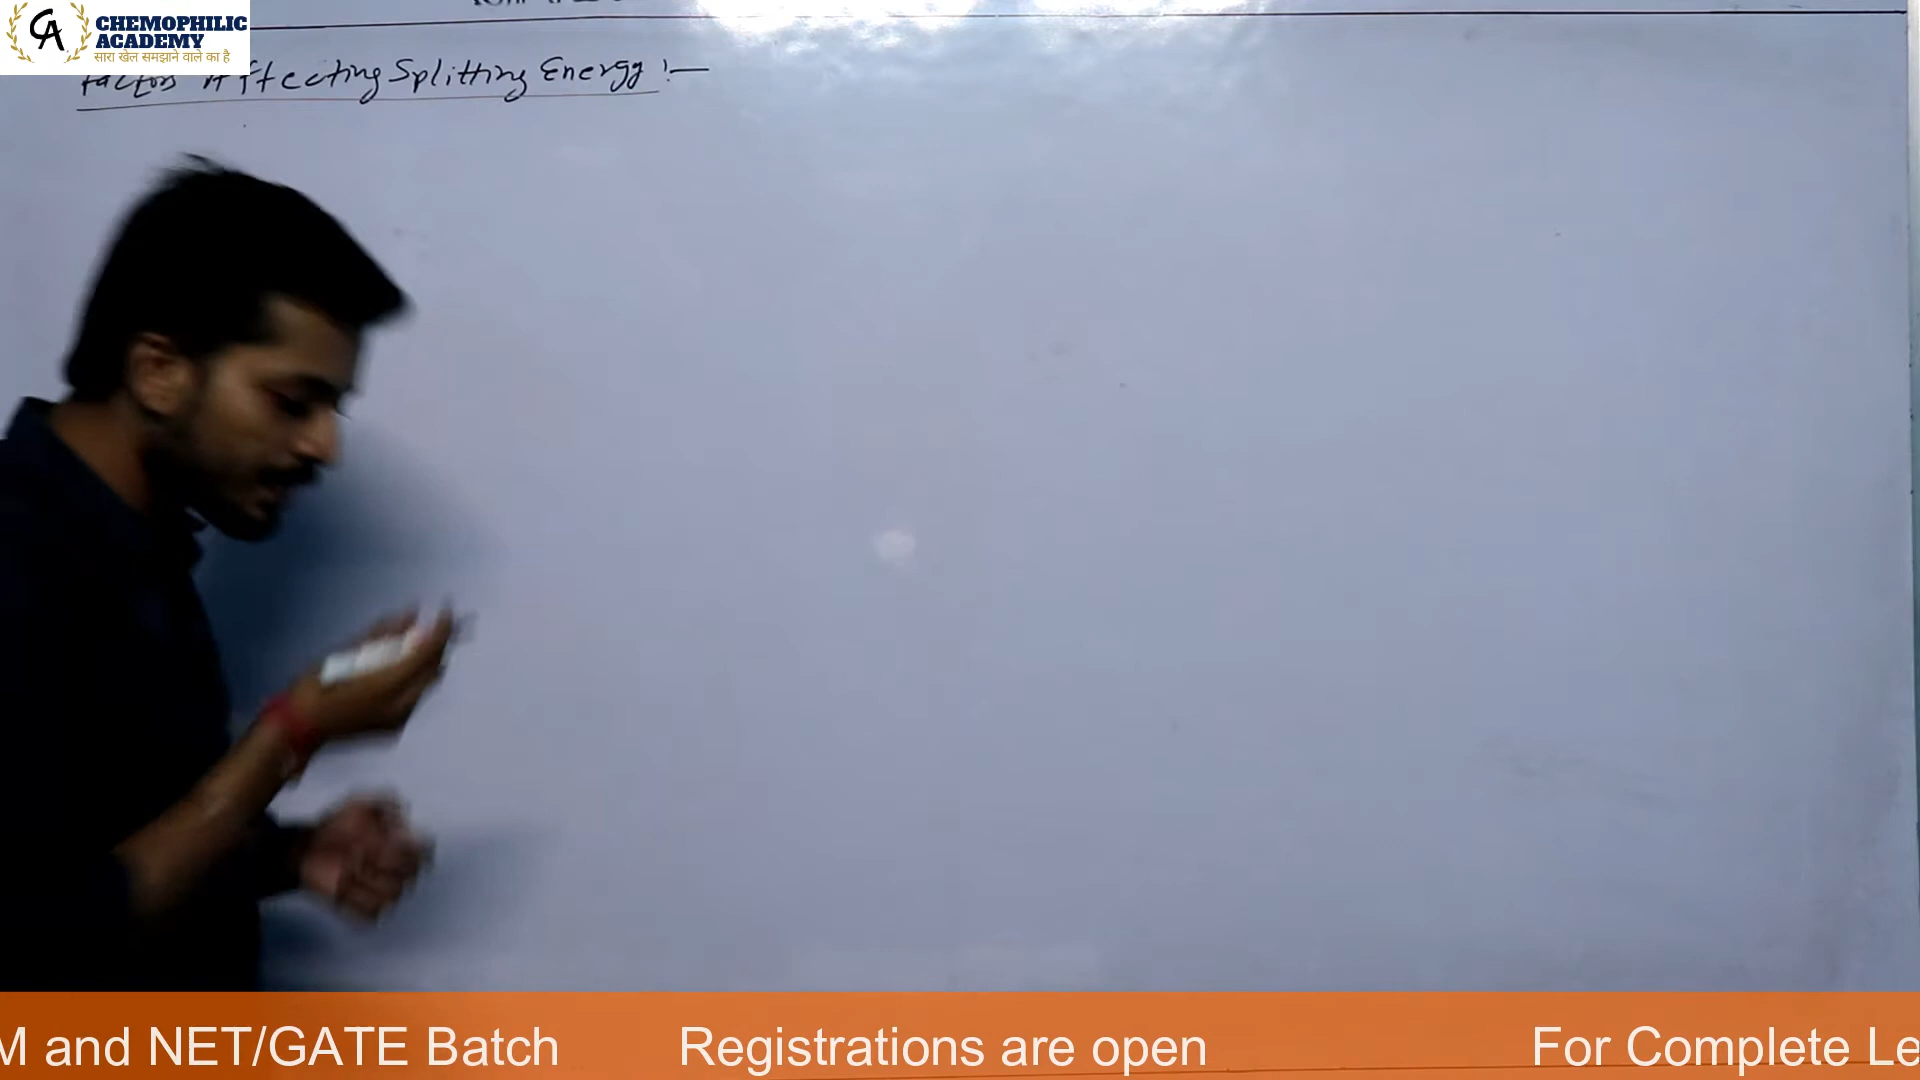 CHEMOPHILIC
ACADEMY
सारा खेल समझाने वाले का है
Factors Affecting Splitting Energy :—
M and NET/GATE Batch Registrations are open For Complete Le